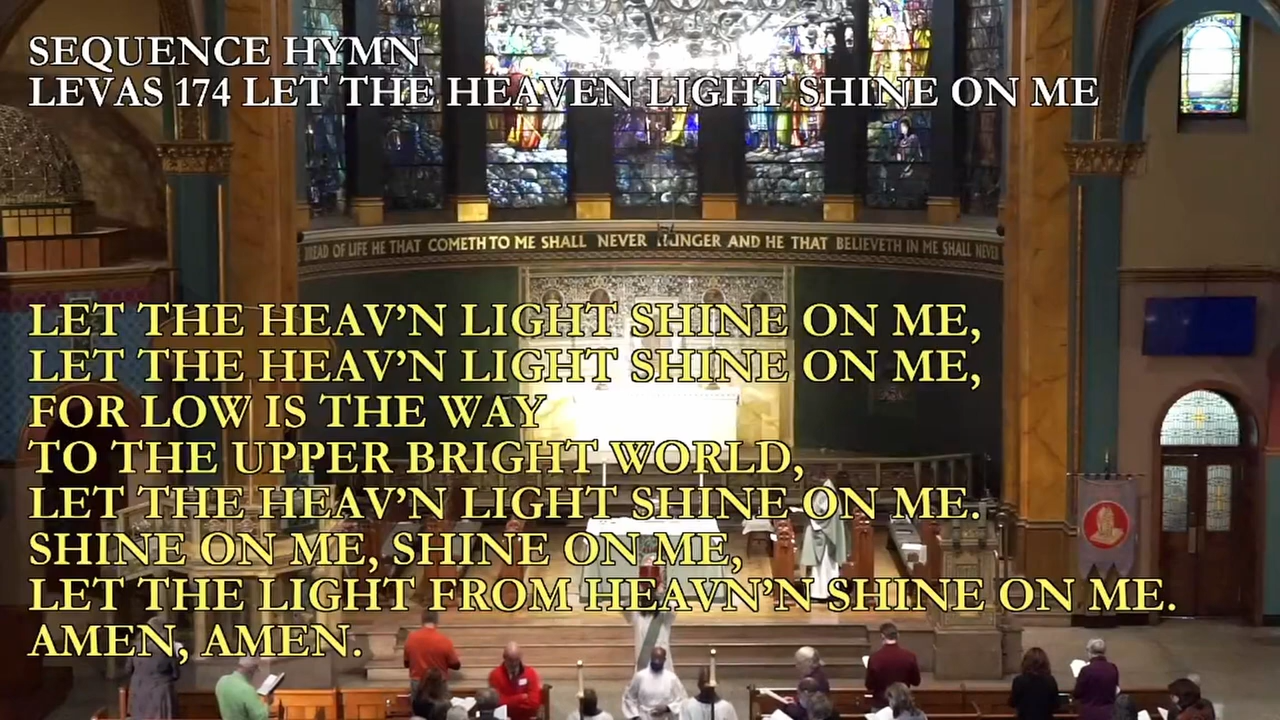 SEQUENCE HYMN
LEVAS 174 LET THE HEAVEN LIGHT SHINE ON ME
BREAD OF LIFE HE THAT COMETH TO ME SHALL NEVER HUNGER AND HE THAT BELIEVETH IN ME SHALL NEVER
LET THE HEAV’N LIGHT SHINE ON ME,
LET THE HEAV’N LIGHT SHINE ON ME,
FOR LOW IS THE WAY
TO THE UPPER BRIGHT WORLD,
LET THE HEAV’N LIGHT SHINE ON ME.
SHINE ON ME, SHINE ON ME,
LET THE LIGHT FROM HEAVN’N SHINE ON ME.
AMEN, AMEN.